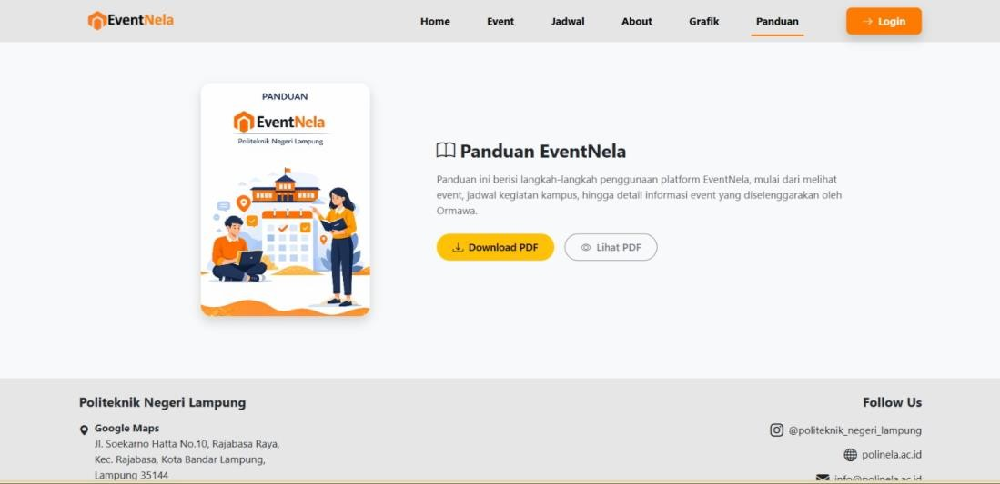 EventNela
Home Event Jadwal About Grafik Panduan Login
PANDUAN
EventNela
Politeknik Negeri Lampung
Panduan EventNela
Panduan ini berisi langkah-langkah penggunaan platform EventNela, mulai dari melihat
event, jadwal kegiatan kampus, hingga detail informasi event yang diselenggarakan oleh
Ormawa.
Download PDF Lihat PDF
Politeknik Negeri Lampung
Google Maps
Jl. Soekarno Hatta No.10, Rajabasa Raya,
Kec. Rajabasa, Kota Bandar Lampung,
Lampung 35144
Follow Us
@politeknik_negeri_lampung
polinela.ac.id
info@polinela.ac.id